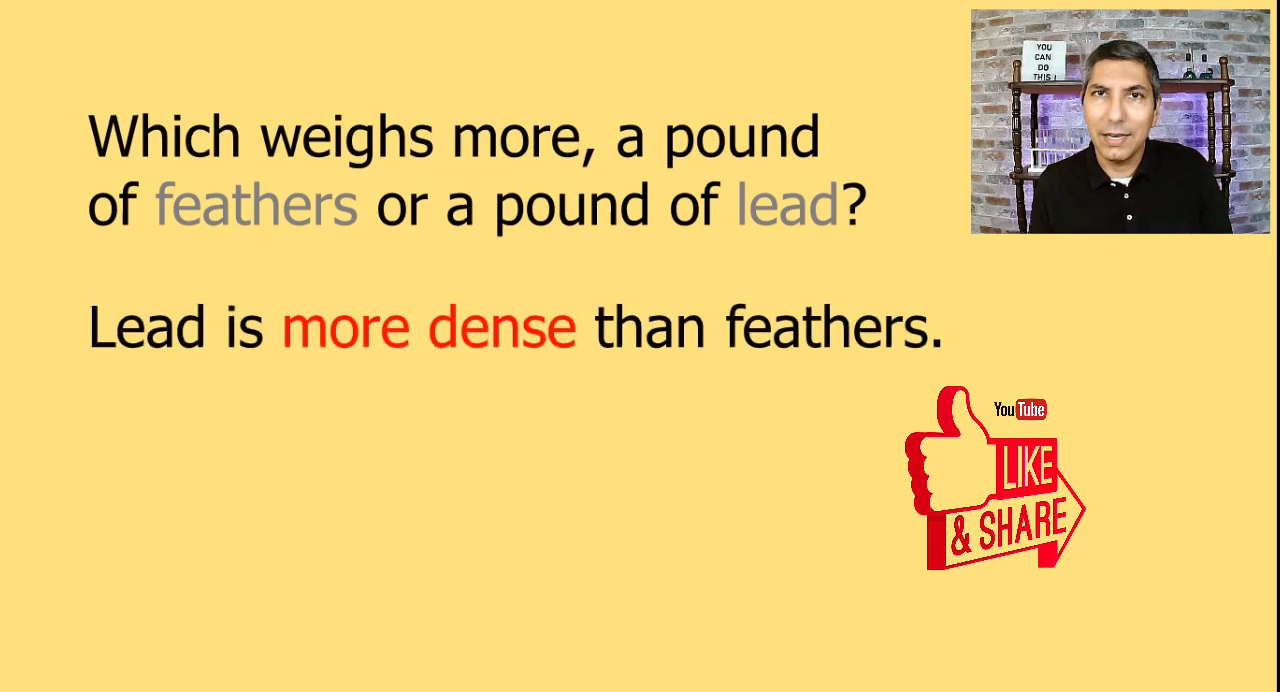 Which weighs more, a pound
of feathers or a pound of lead?
Lead is more dense than feathers.
YOU
CAN
DO
THIS !
YouTube
LIKE
& SHARE